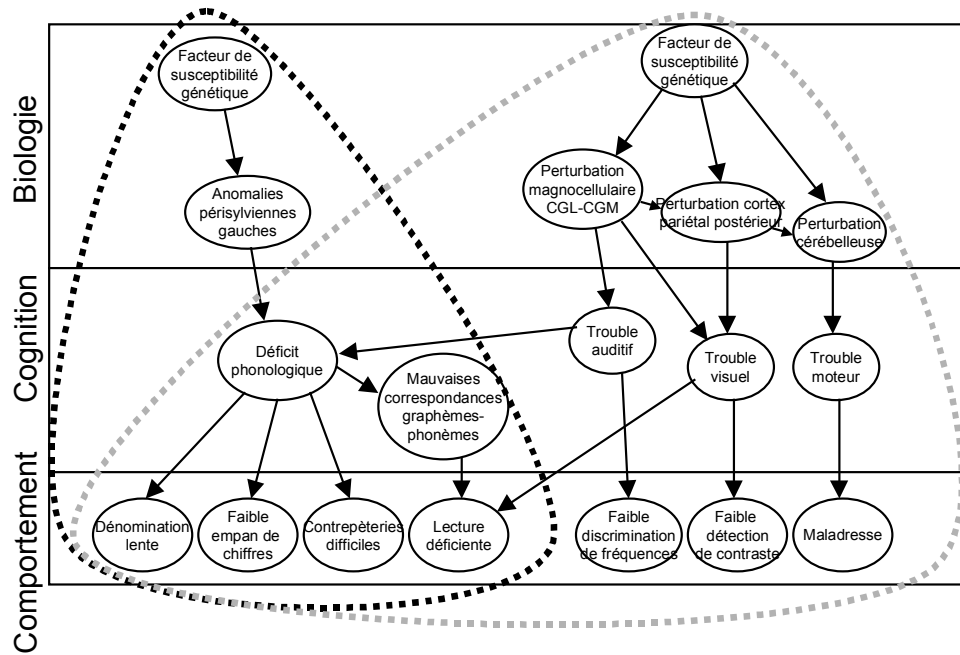 Biologie
Facteur de
susceptibilité
génétique
Facteur de
susceptibilité
génétique
Anomalies
périsylviennes
gauches
Perturbation
magnocellulaire
CGL-CGM
Perturbation cortex
pariétal postérieur
Perturbation
cérébelleuse
Cognition
Déficit
phonologique
Mauvaises
correspondances
graphèmes-
phonèmes
Trouble
auditif
Trouble
visuel
Trouble
moteur
Comportement
Dénomination
lente
Faible
empan de
chiffres
Contrepèteries
difficiles
Lecture
déficiente
Faible
discrimination
de fréquences
Faible
détection
de contraste
Maladresse